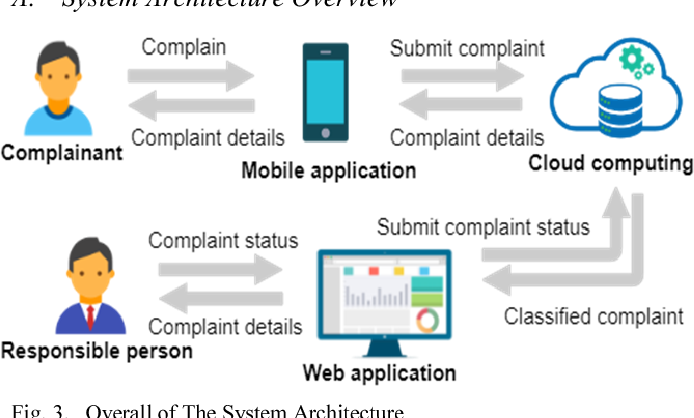 A. System Architecture Overview
Complain
Submit complaint
Complaint details
Complaint details
Complainant
Mobile application
Cloud computing
Complaint status
Submit complaint status
Complaint details
Classified complaint
Responsible person
Web application
Fig. 3. Overall of The System Architecture